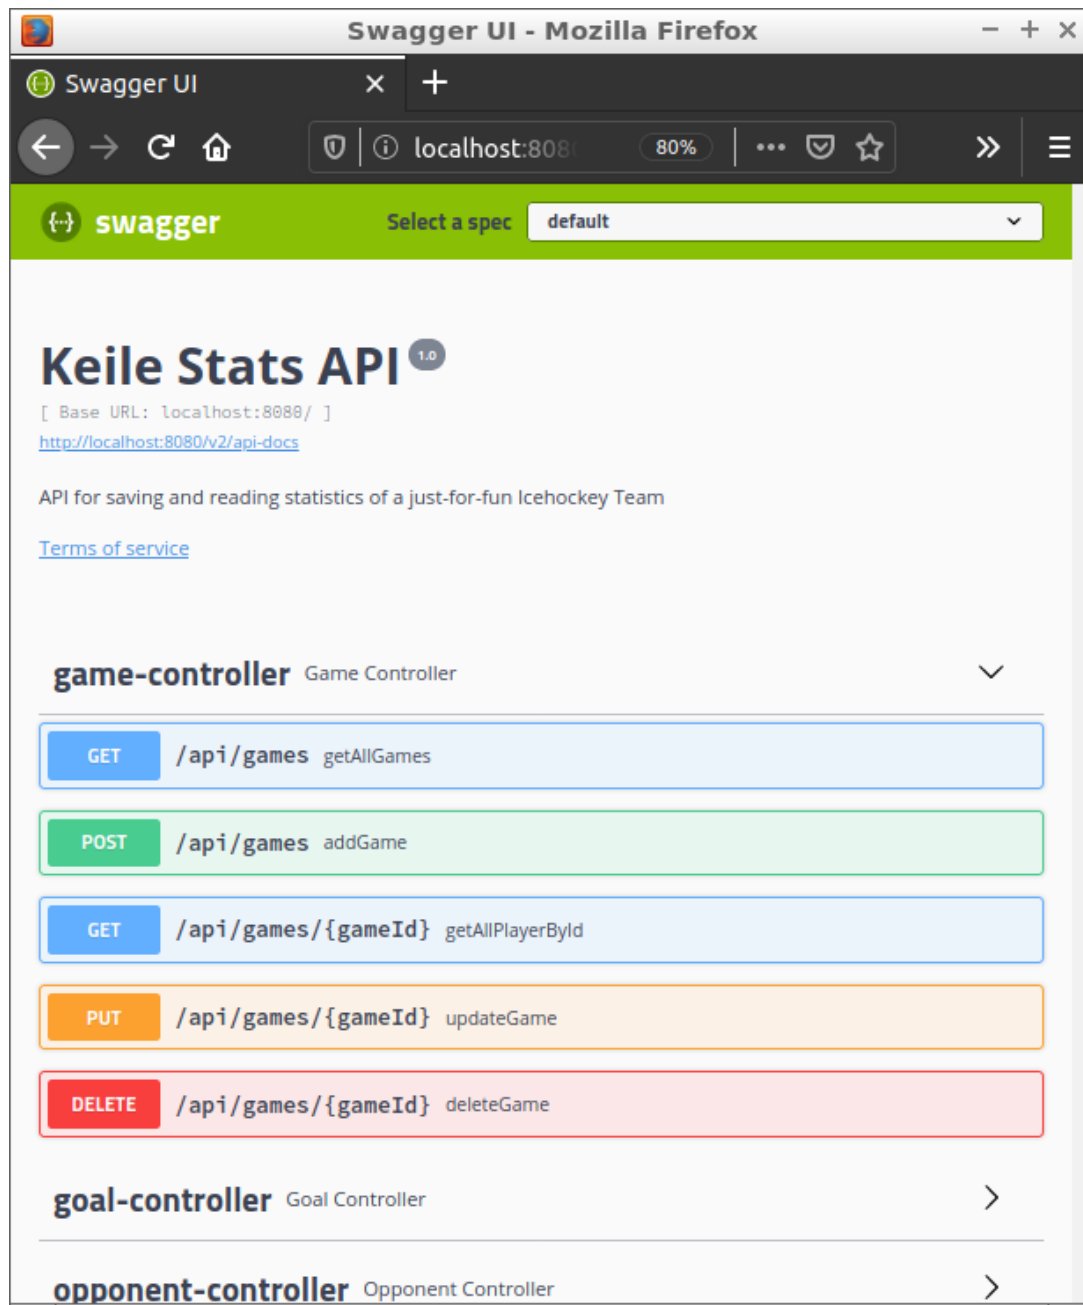 Swagger UI - Mozilla Firefox
Swagger UI
localhost:808
80%
swagger
Select a spec default
Keile Stats API 1.0
[ Base URL: localhost:8080/ ]
http://localhost:8080/v2/api-docs
API for saving and reading statistics of a just-for-fun Icehockey Team
Terms of service
game-controller Game Controller
GET /api/games getAllGames
POST /api/games addGame
GET /api/games/{gameId} getAllPlayerById
PUT /api/games/{gameId} updateGame
DELETE /api/games/{gameId} deleteGame
goal-controller Goal Controller
opponent-controller Opponent Controller